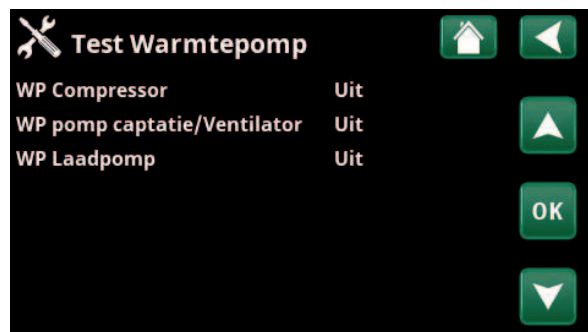 Test Warmtepomp
WP Compressor Uit
WP pomp captatie/Ventilator Uit
WP Laadpomp Uit
OK